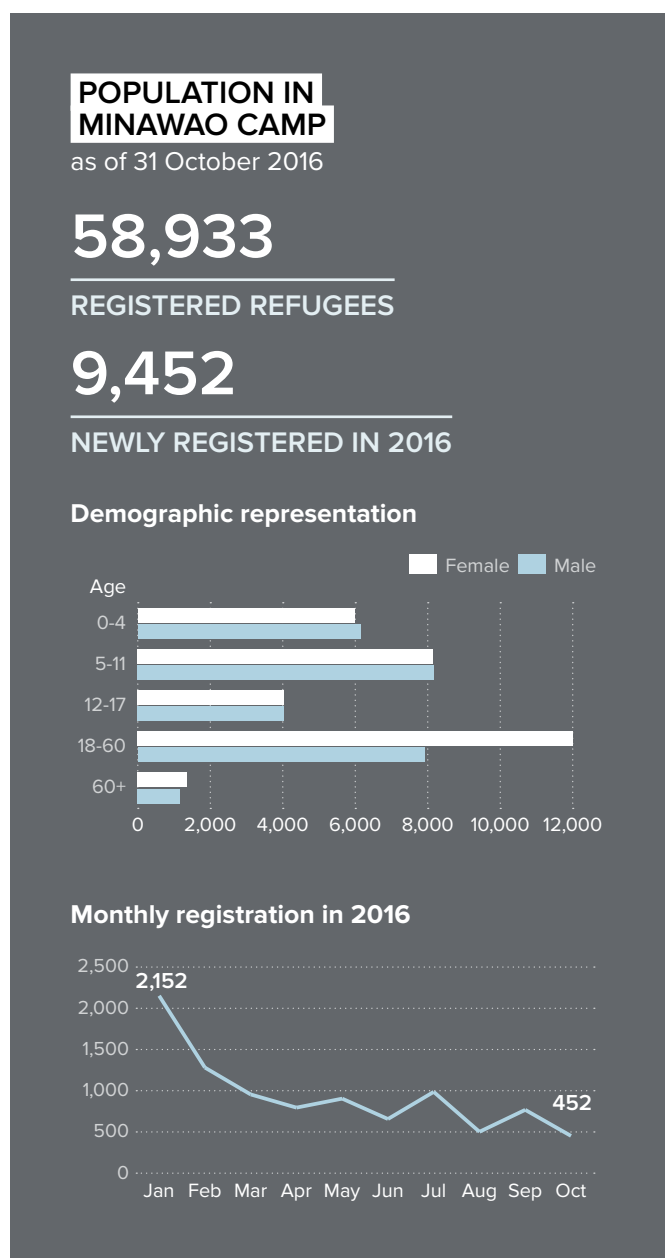 POPULATION IN
MINAWAO CAMP
as of 31 October 2016
58,933
REGISTERED REFUGEES
9,452
NEWLY REGISTERED IN 2016
Demographic representation
Female Male
Age
0-4
5-11
12-17
18-60
60+
0 2,000 4,000 6,000 8,000 10,000 12,000
Monthly registration in 2016
2,500
2,152
2,000
1,500
1,000
452
500
0
Jan Feb Mar Apr May Jun Jul Aug Sep Oct